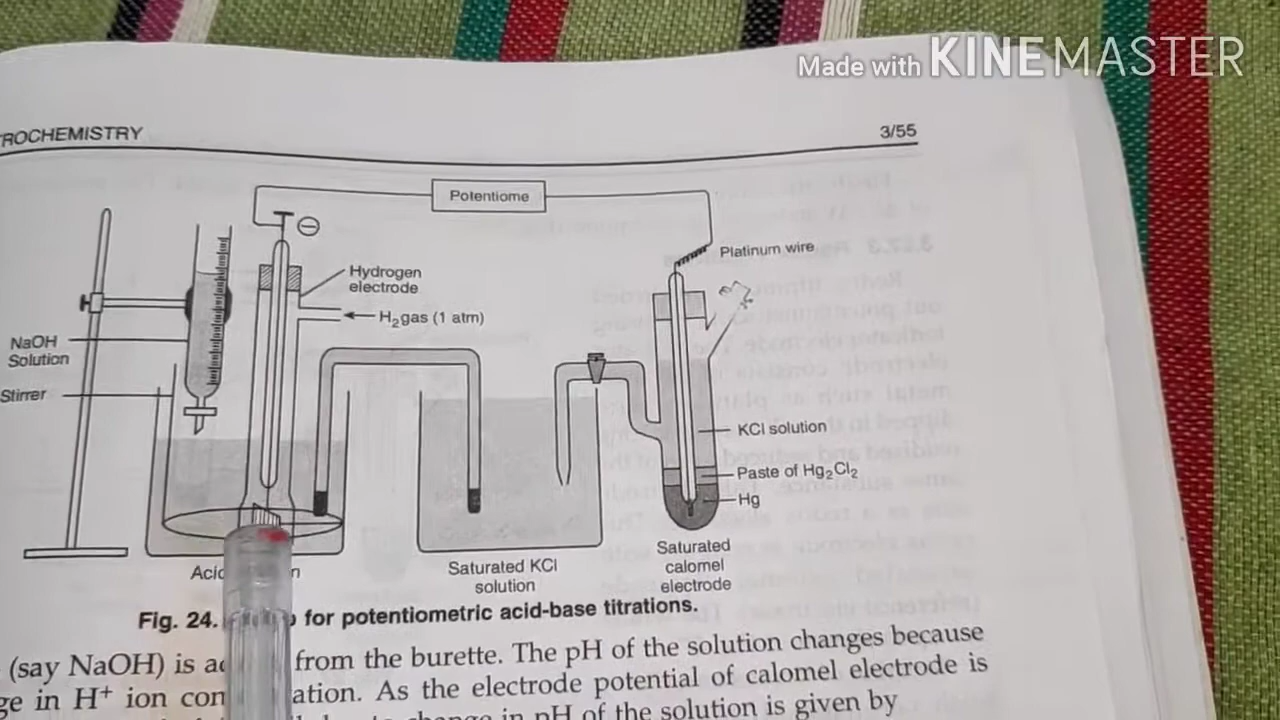 Made with KINEMASTER
ROCHEMISTRY
3/55
Potentiome
Platinum wire
Hydrogen
electrode
H₂gas (1 atm)
NaOH
Solution
Stirrer
KCl solution
Paste of Hg₂Cl₂
Hg
Saturated KCl
solution
Saturated
calomel
electrode
Fig. 24. for potentiometric acid-base titrations.
(say NaOH) is from the burette. The pH of the solution changes because
in H⁺ ion As the electrode potential of calomel electrode is
change in pH of the solution is given by